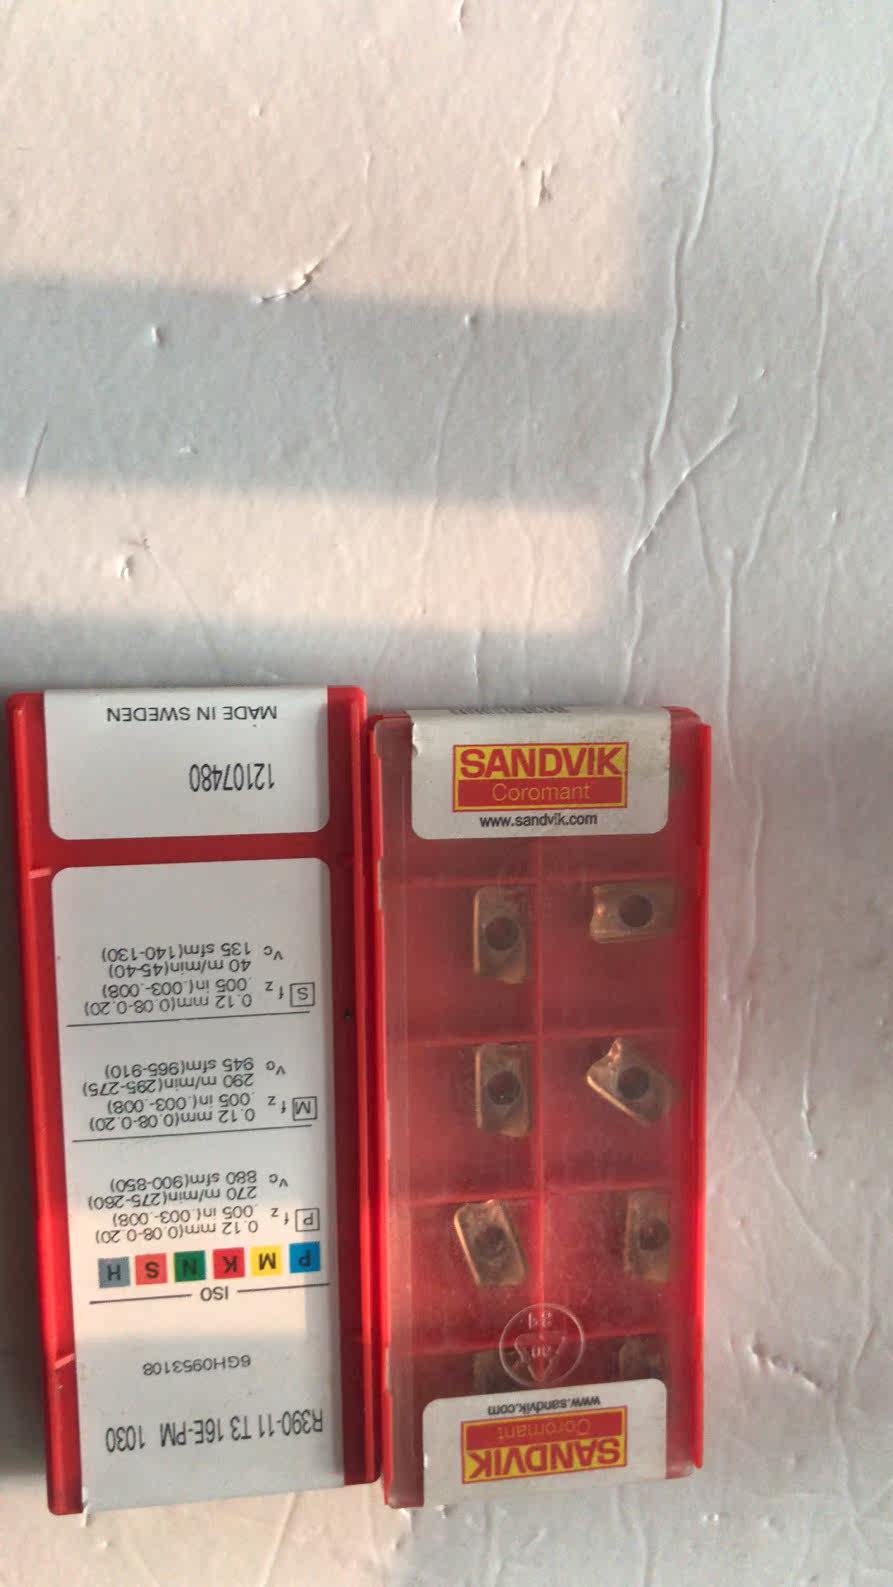 R390-11 T3 16E-PM 1030
6GH0953108
ISO
P M K N S H
P fz 0.12 mm(0.08-0.20)
.005 in(.003-.008)
Vc 270 m/min(275-260)
880 sfm(900-850)
M fz 0.12 mm(0.08-0.20)
.005 in(.003-.008)
Vc 290 m/min(295-275)
945 sfm(965-910)
S fz 0.12 mm(0.08-0.20)
.005 in(.003-.008)
Vc 40 m/min(45-40)
135 sfm(140-130)
12107480
MADE IN SWEDEN
SANDVIK
Coromant
www.sandvik.com
SANDVIK
Coromant
www.sandvik.com